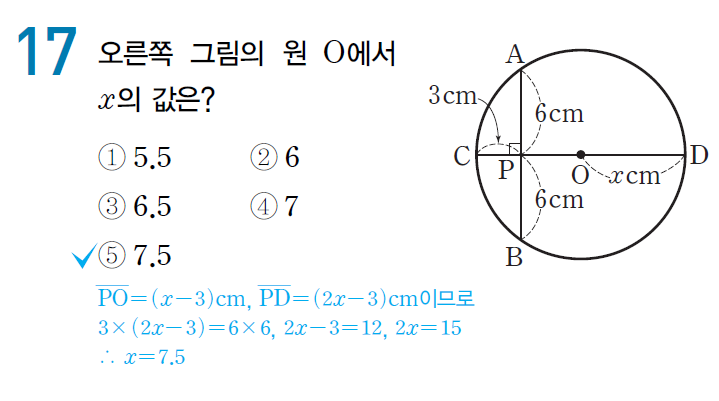 17 오른쪽 그림의 원 O에서
x의 값은?
① 5.5 ② 6
③ 6.5 ④ 7
⑤ 7.5
PO=(x-3)cm, PD=(2x-3)cm이므로
3×(2x-3)=6×6, 2x-3=12, 2x=15
∴ x=7.5
A
3cm
6cm
C
P
O
x cm
D
6cm
B